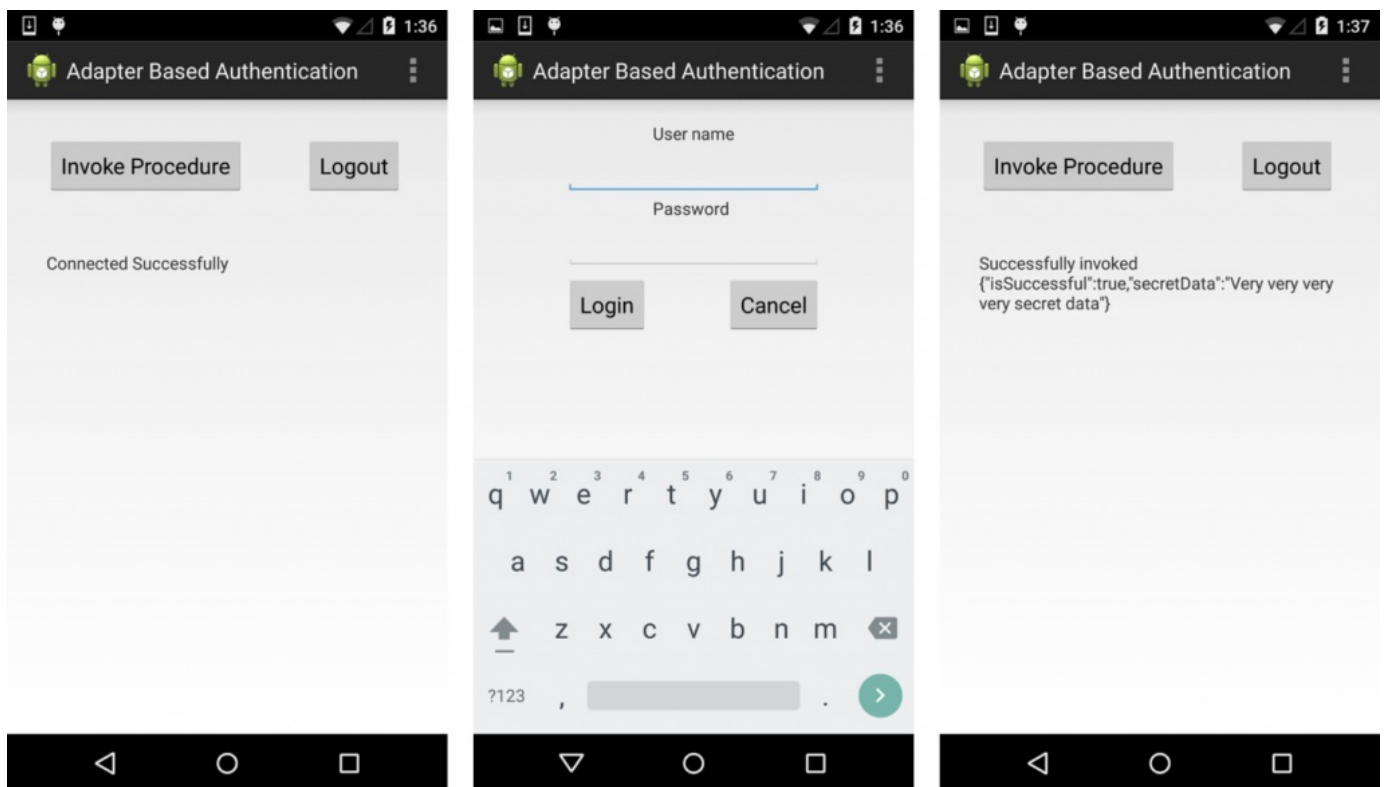 1:36
Adapter Based Authentication
Invoke Procedure
Logout
Connected Successfully
1:36
Adapter Based Authentication
User name
Password
Login
Cancel
1 2 3 4 5 6 7 8 9 0
q w e r t y u i o p
a s d f g h j k l
z x c v b n m
?123 , .
1:37
Adapter Based Authentication
Invoke Procedure
Logout
Successfully invoked
{"isSuccessful":true,"secretData":"Very very very
very secret data"}